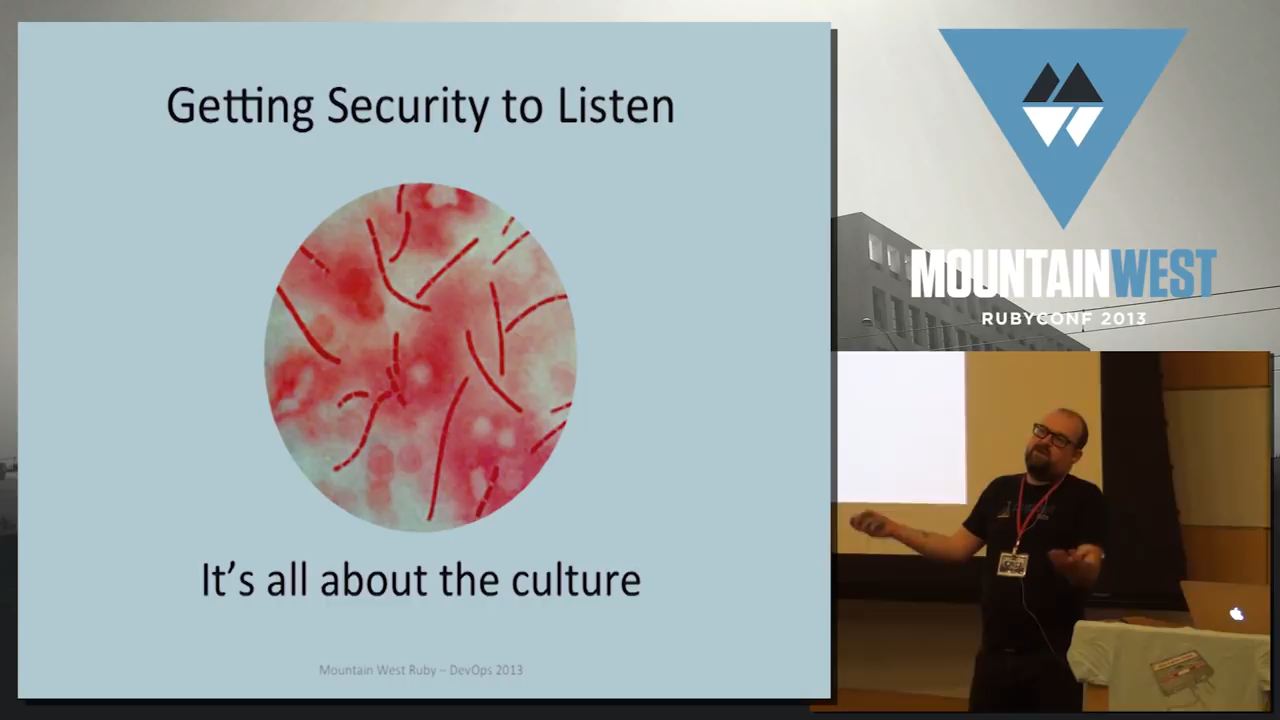 Getting Security to Listen
It's all about the culture
Mountain West Ruby – DevOps 2013
MOUNTAINWEST
RUBYCONF 2013